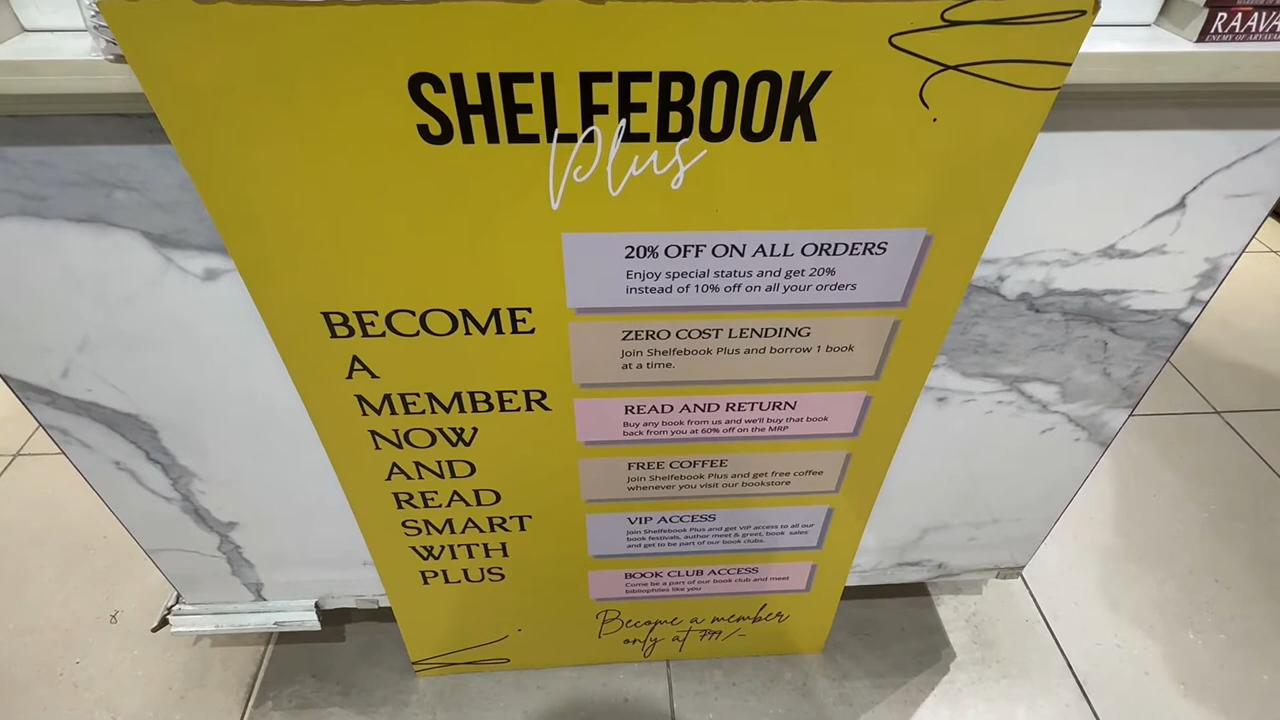 SHELFEBOOK
Plus
BECOME
A
MEMBER
NOW
AND
READ
SMART
WITH
PLUS
20% OFF ON ALL ORDERS
Enjoy special status and get 20%
instead of 10% off on all your orders
ZERO COST LENDING
Join Shelfebook Plus and borrow 1 book
at a time.
READ AND RETURN
Buy any book from us and we'll buy that book
back from you at 60% off on the MRP
FREE COFFEE
Join Shelfebook Plus and get free coffee
whenever you visit our bookstore
VIP ACCESS
Join Shelfebook Plus and get VIP access to all our
book festivals, author meet & greet, book sales
and get to be part of our book clubs.
BOOK CLUB ACCESS
Come be a part of our book club and meet
bibliophiles like you
Become a member
only at 799/-
RAAVA
ENEMY OF ARYAVA